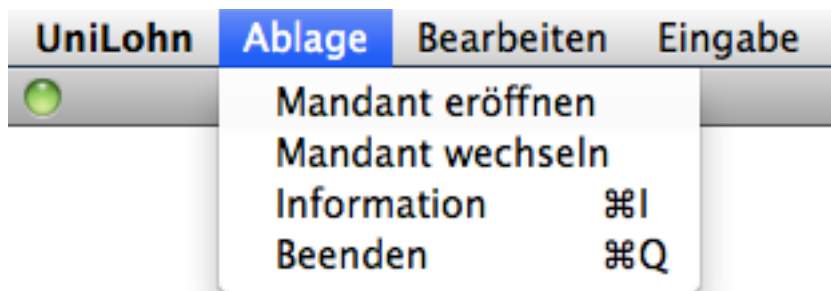 UniLohn Ablage Bearbeiten Eingabe
Mandant eröffnen
Mandant wechseln
Information ⌘I
Beenden ⌘Q